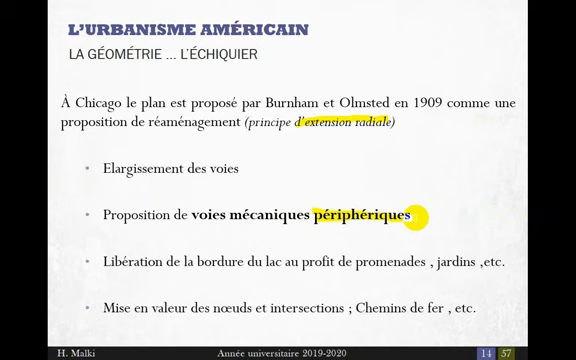 L'URBANISME AMÉRICAIN
LA GÉOMÉTRIE ... L'ÉCHIQUIER
À Chicago le plan est proposé par Burnham et Olmsted en 1909 comme une
proposition de réaménagement (principe d'extension radiale)
• Elargissement des voies
• Proposition de voies mécaniques périphériques
• Libération de la bordure du lac au profit de promenades , jardins ,etc.
• Mise en valeur des nœuds et intersections ; Chemins de fer , etc.
H. Malki Année universitaire 2019-2020 14 57